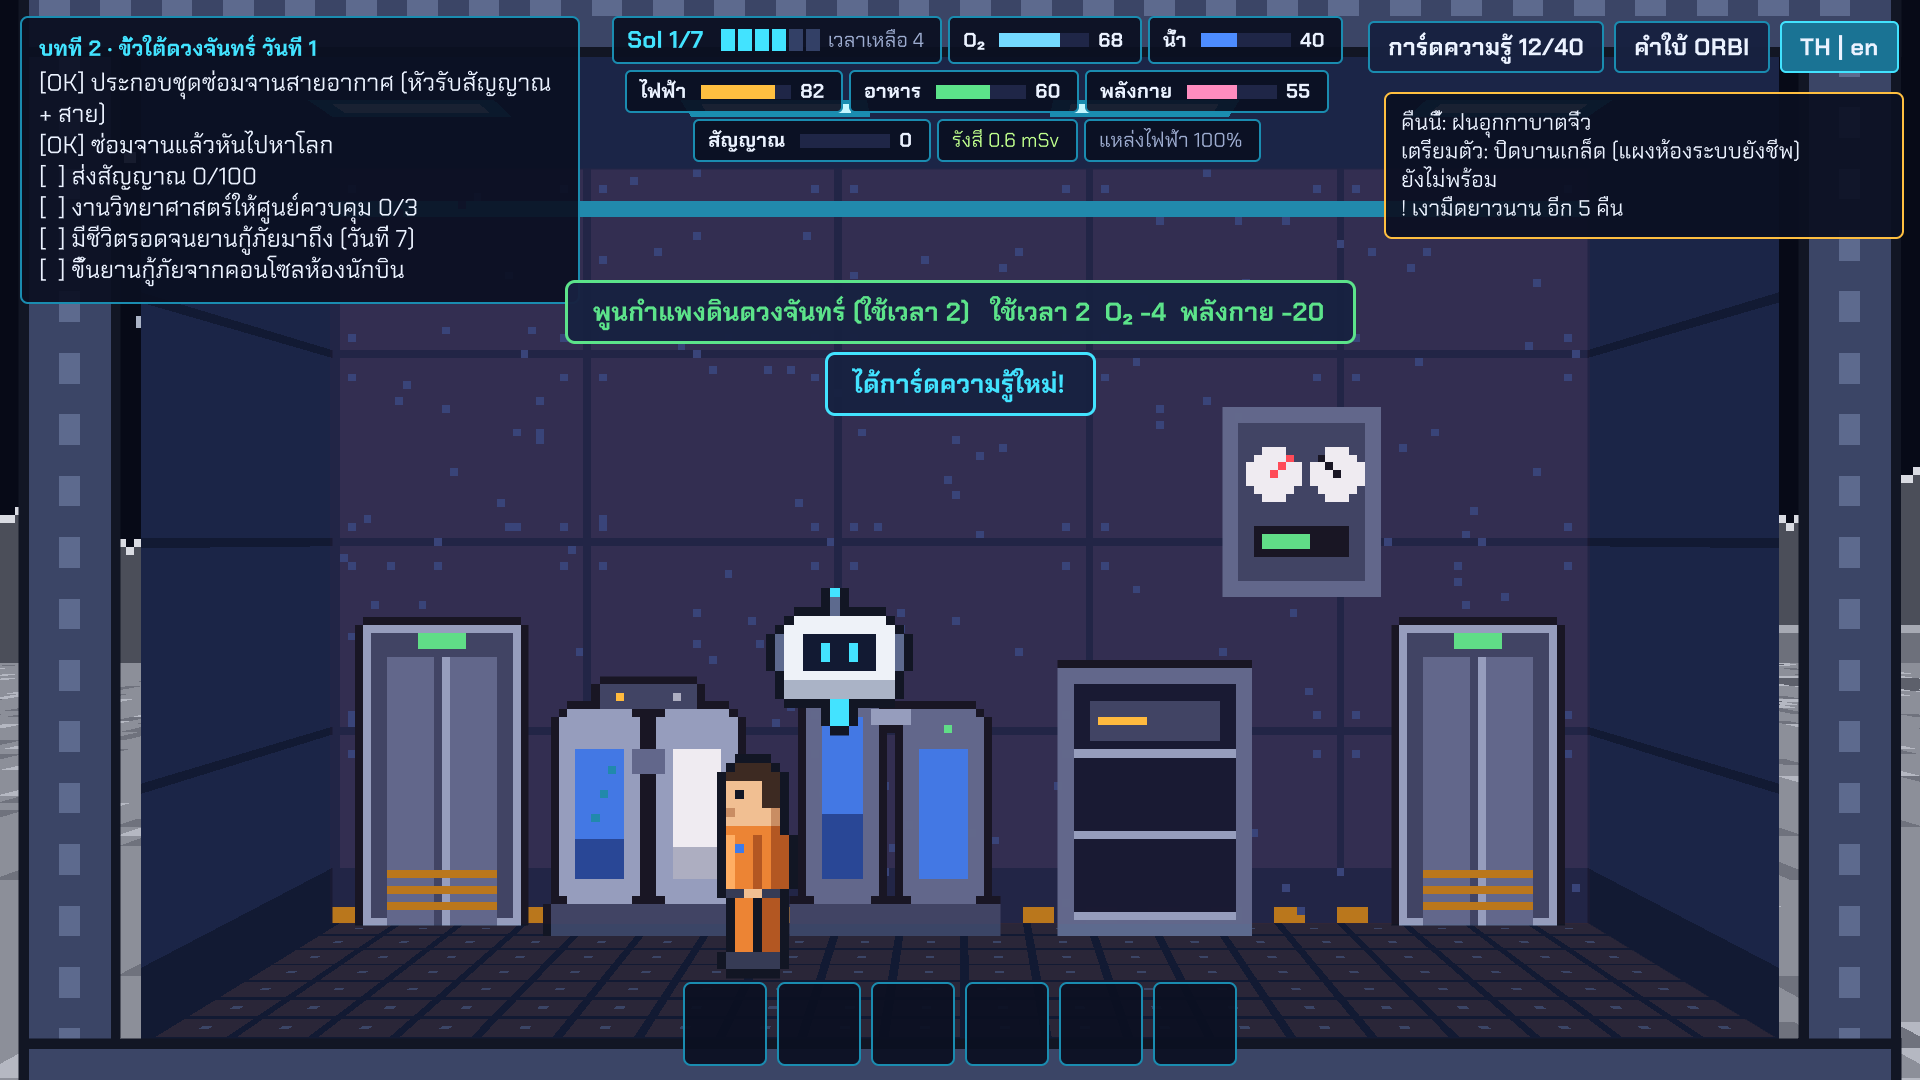 บทที่ 2 · ขั้วใต้ดวงจันทร์ วันที่ 1
[OK] ประกอบชุดซ่อมจานสายอากาศ (หัวรับสัญญาณ
+ สาย)
[OK] ซ่อมจานแล้วหันไปหาโลก
[ ] ส่งสัญญาณ 0/100
[ ] งานวิทยาศาสตร์ให้ศูนย์ควบคุม 0/3
[ ] มีชีวิตรอดจนยานกู้ภัยมาถึง (วันที่ 7)
[ ] ขึ้นยานกู้ภัยจากคอนโซลห้องนักบิน
Sol 1/7 เวลาเหลือ 4
O₂ 68
น้ำ 40
ไฟฟ้า 82
อาหาร 60
พลังกาย 55
สัญญาณ 0
รังสี 0.6 mSv
แหล่งไฟฟ้า 100%
การ์ดความรู้ 12/40
คำใบ้ ORBI
TH | en
คืนนี้: ฝนอุกกาบาตจิ๋ว
เตรียมตัว: ปิดบานเกล็ด (แผงห้องระบบยังชีพ)
ยังไม่พร้อม
! เงามืดยาวนาน อีก 5 คืน
พูนกำแพงดินดวงจันทร์ (ใช้เวลา 2) ใช้เวลา 2 O₂ -4 พลังกาย -20
ได้การ์ดความรู้ใหม่!